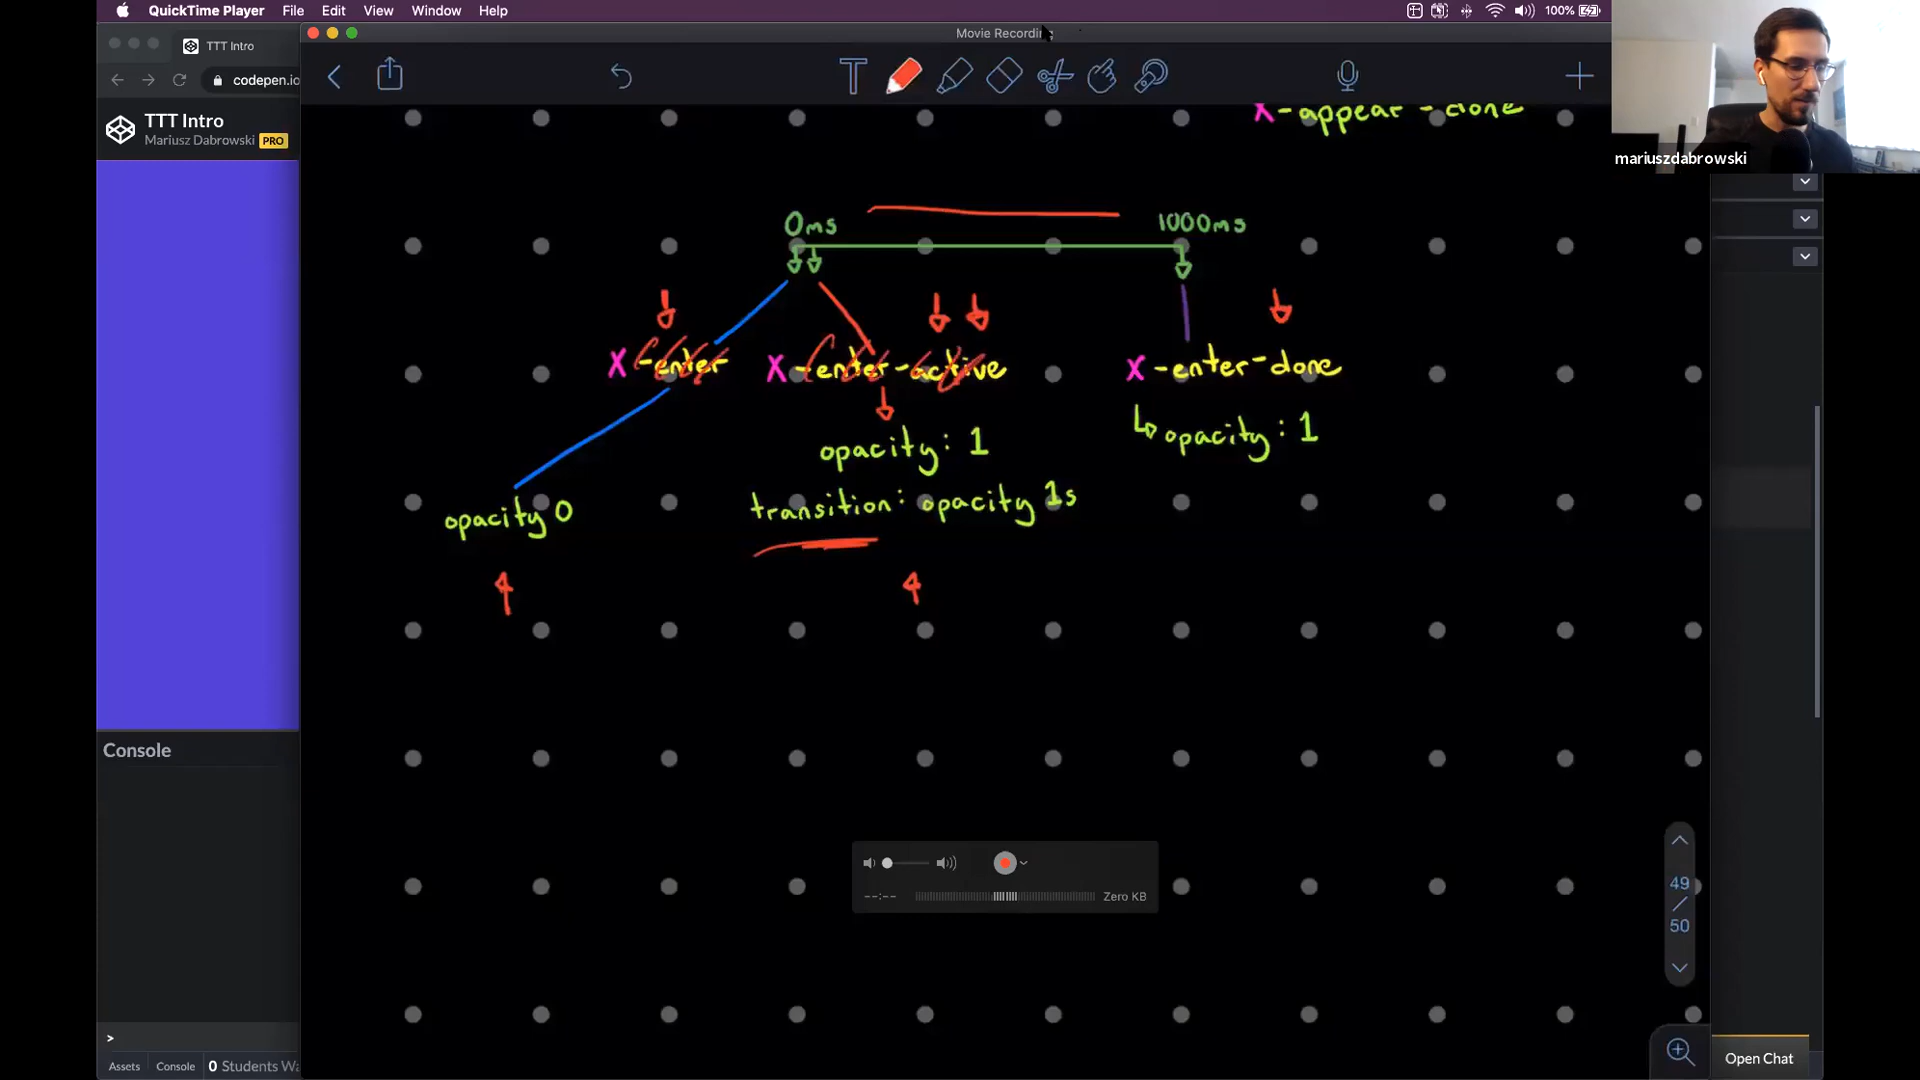 QuickTime Player File Edit View Window Help
100%
TTT Intro
Movie Recording
codepen.io
TTT Intro
Mariusz Dabrowski PRO
mariuszdabrowski
x-appear-done
0ms 1000ms
x-enter x-enter-active x-enter-done
opacity: 1
opacity: 1
transition: opacity 1s
opacity 0
Console
--:-- Zero KB
49
/
50
>
Assets Console 0 Students Wa
Open Chat